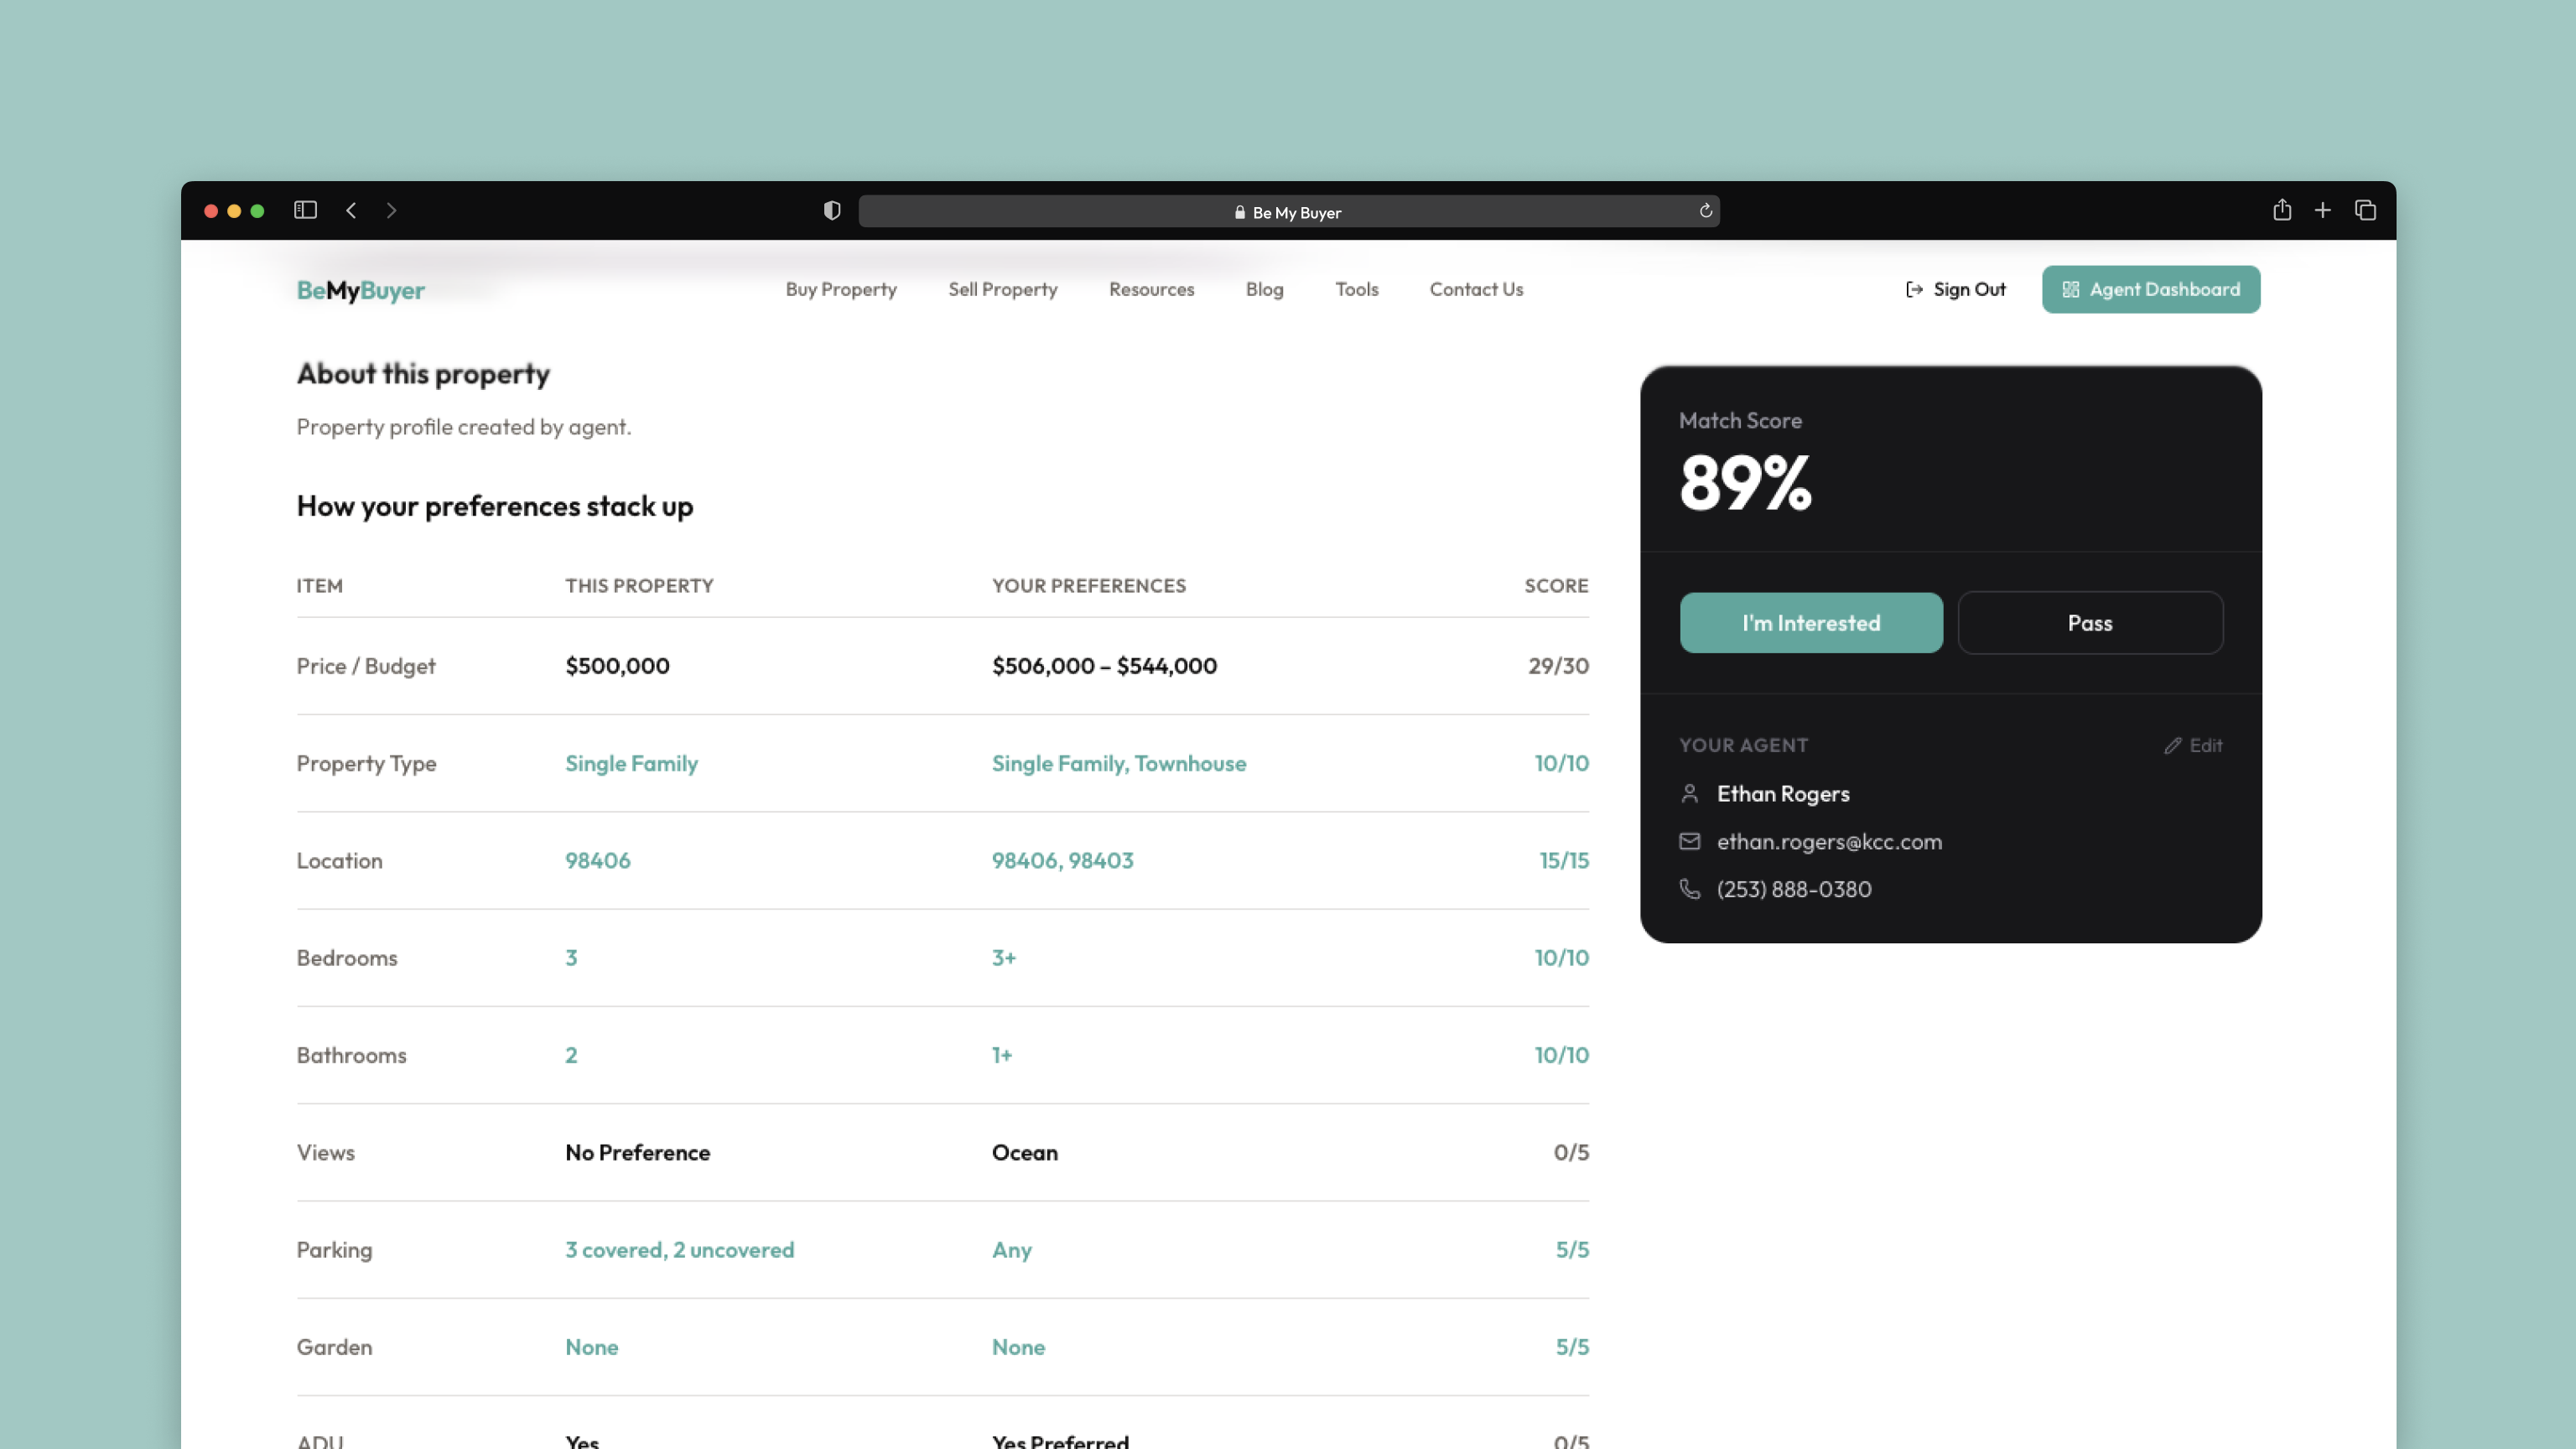 Be My Buyer
BeMyBuyer Buy Property Sell Property Resources Blog Tools Contact Us Sign Out Agent Dashboard
About this property
Property profile created by agent.
How your preferences stack up
ITEM THIS PROPERTY YOUR PREFERENCES SCORE
Price / Budget $500,000 $506,000 – $544,000 29/30
Property Type Single Family Single Family, Townhouse 10/10
Location 98406 98406, 98403 15/15
Bedrooms 3 3+ 10/10
Bathrooms 2 1+ 10/10
Views No Preference Ocean 0/5
Parking 3 covered, 2 uncovered Any 5/5
Garden None None 5/5
ADU Yes Yes Preferred 0/5
Match Score
89%
I'm Interested Pass
YOUR AGENT Edit
Ethan Rogers
ethan.rogers@kcc.com
(253) 888-0380